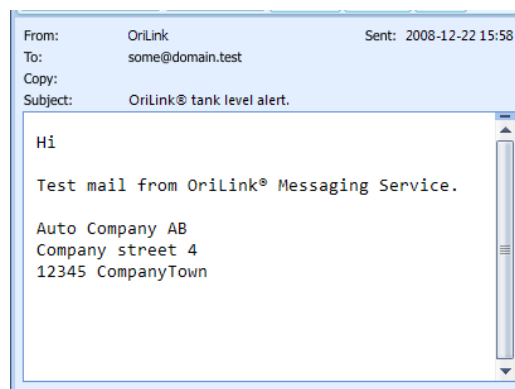 From: OriLink Sent: 2008-12-22 15:58
To: some@domain.test
Copy:
Subject: OriLink® tank level alert.
Hi
Test mail from OriLink® Messaging Service.
Auto Company AB
Company street 4
12345 CompanyTown